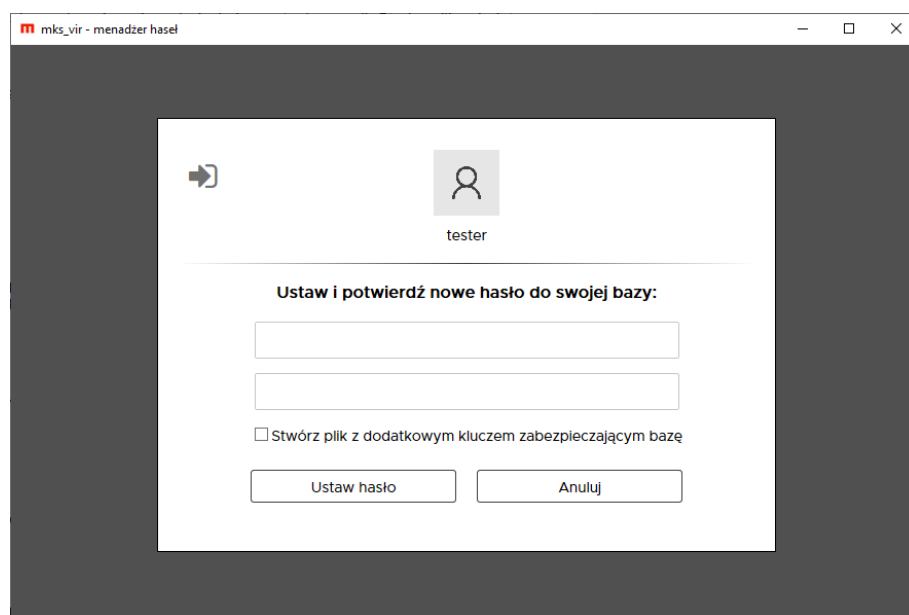 mks_vir - menadżer haseł
tester
Ustaw i potwierdź nowe hasło do swojej bazy:
Stwórz plik z dodatkowym kluczem zabezpieczającym bazę
Ustaw hasło
Anuluj